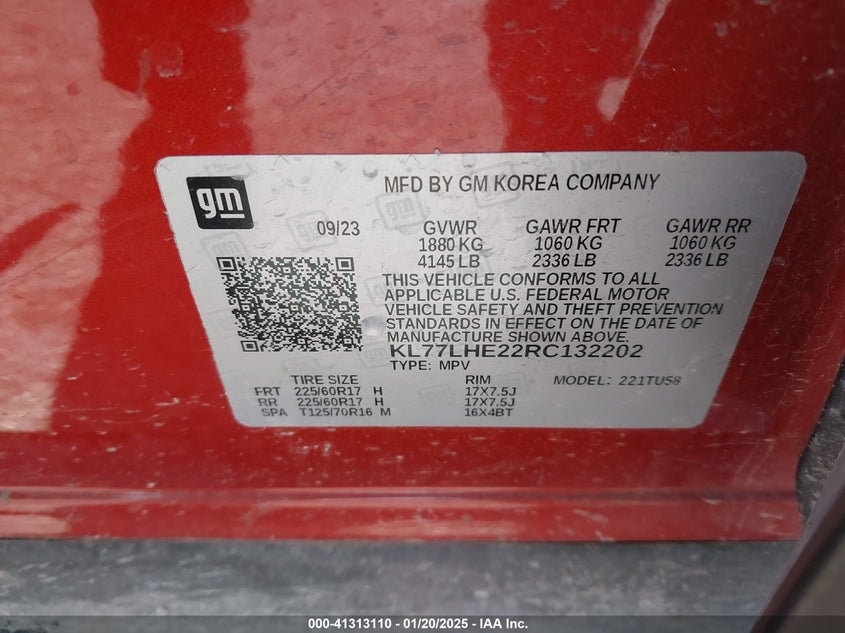 gm
MFD BY GM KOREA COMPANY
09/23 GVWR GAWR FRT GAWR RR
1880 KG 1060 KG 1060 KG
4145 LB 2336 LB 2336 LB
THIS VEHICLE CONFORMS TO ALL
APPLICABLE U.S. FEDERAL MOTOR
VEHICLE SAFETY AND THEFT PREVENTION
STANDARDS IN EFFECT ON THE DATE OF
MANUFACTURE SHOWN ABOVE.
KL77LHE22RC132202
TYPE: MPV
TIRE SIZE RIM MODEL: 221TU58
FRT 225/60R17 H 17X7.5J
RR 225/60R17 H 17X7.5J
SPA T125/70R16 M 16X4BT
000-41313110 - 01/20/2025 - IAA Inc.